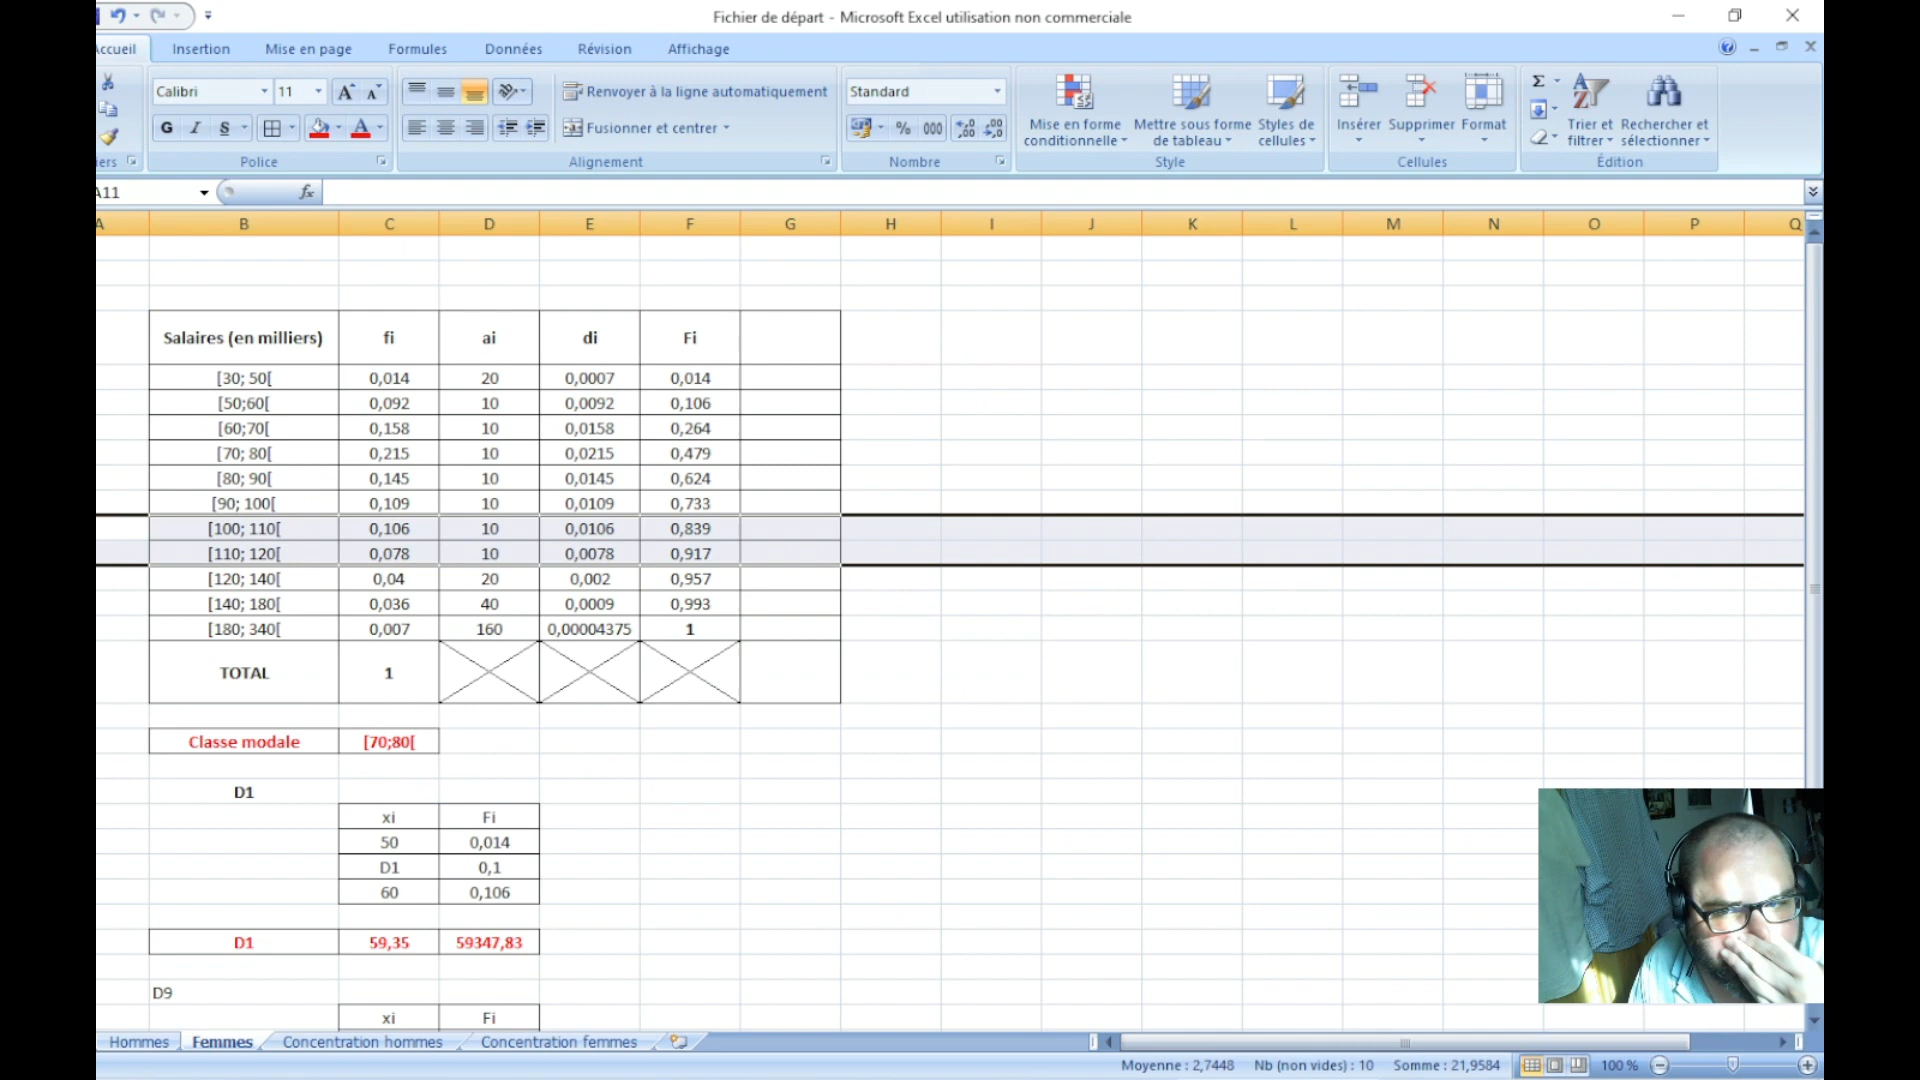 Fichier de départ - Microsoft Excel utilisation non commerciale
Accueil Insertion Mise en page Formules Données Révision Affichage
Calibri 11 Renvoyer à la ligne automatiquement Standard
G I S Fusionner et centrer % 000
Mise en forme conditionnelle Mettre sous forme de tableau Styles de cellules Insérer Supprimer Format Σ Trier et filtrer Rechercher et sélectionner
Police Alignement Nombre Style Cellules Édition
A11 fx
A B C D E F G H I J K L M N O P Q
Salaires (en milliers) fi ai di Fi
[30; 50[ 0,014 20 0,0007 0,014
[50;60[ 0,092 10 0,0092 0,106
[60;70[ 0,158 10 0,0158 0,264
[70; 80[ 0,215 10 0,0215 0,479
[80; 90[ 0,145 10 0,0145 0,624
[90; 100[ 0,109 10 0,0109 0,733
[100; 110[ 0,106 10 0,0106 0,839
[110; 120[ 0,078 10 0,0078 0,917
[120; 140[ 0,04 20 0,002 0,957
[140; 180[ 0,036 40 0,0009 0,993
[180; 340[ 0,007 160 0,00004375 1
TOTAL 1
Classe modale [70;80[
D1
xi Fi
50 0,014
D1 0,1
60 0,106
D1 59,35 59347,83
D9
xi Fi
Hommes Femmes Concentration hommes Concentration femmes
Moyenne : 2,7448 Nb (non vides) : 10 Somme : 21,9584 100 %